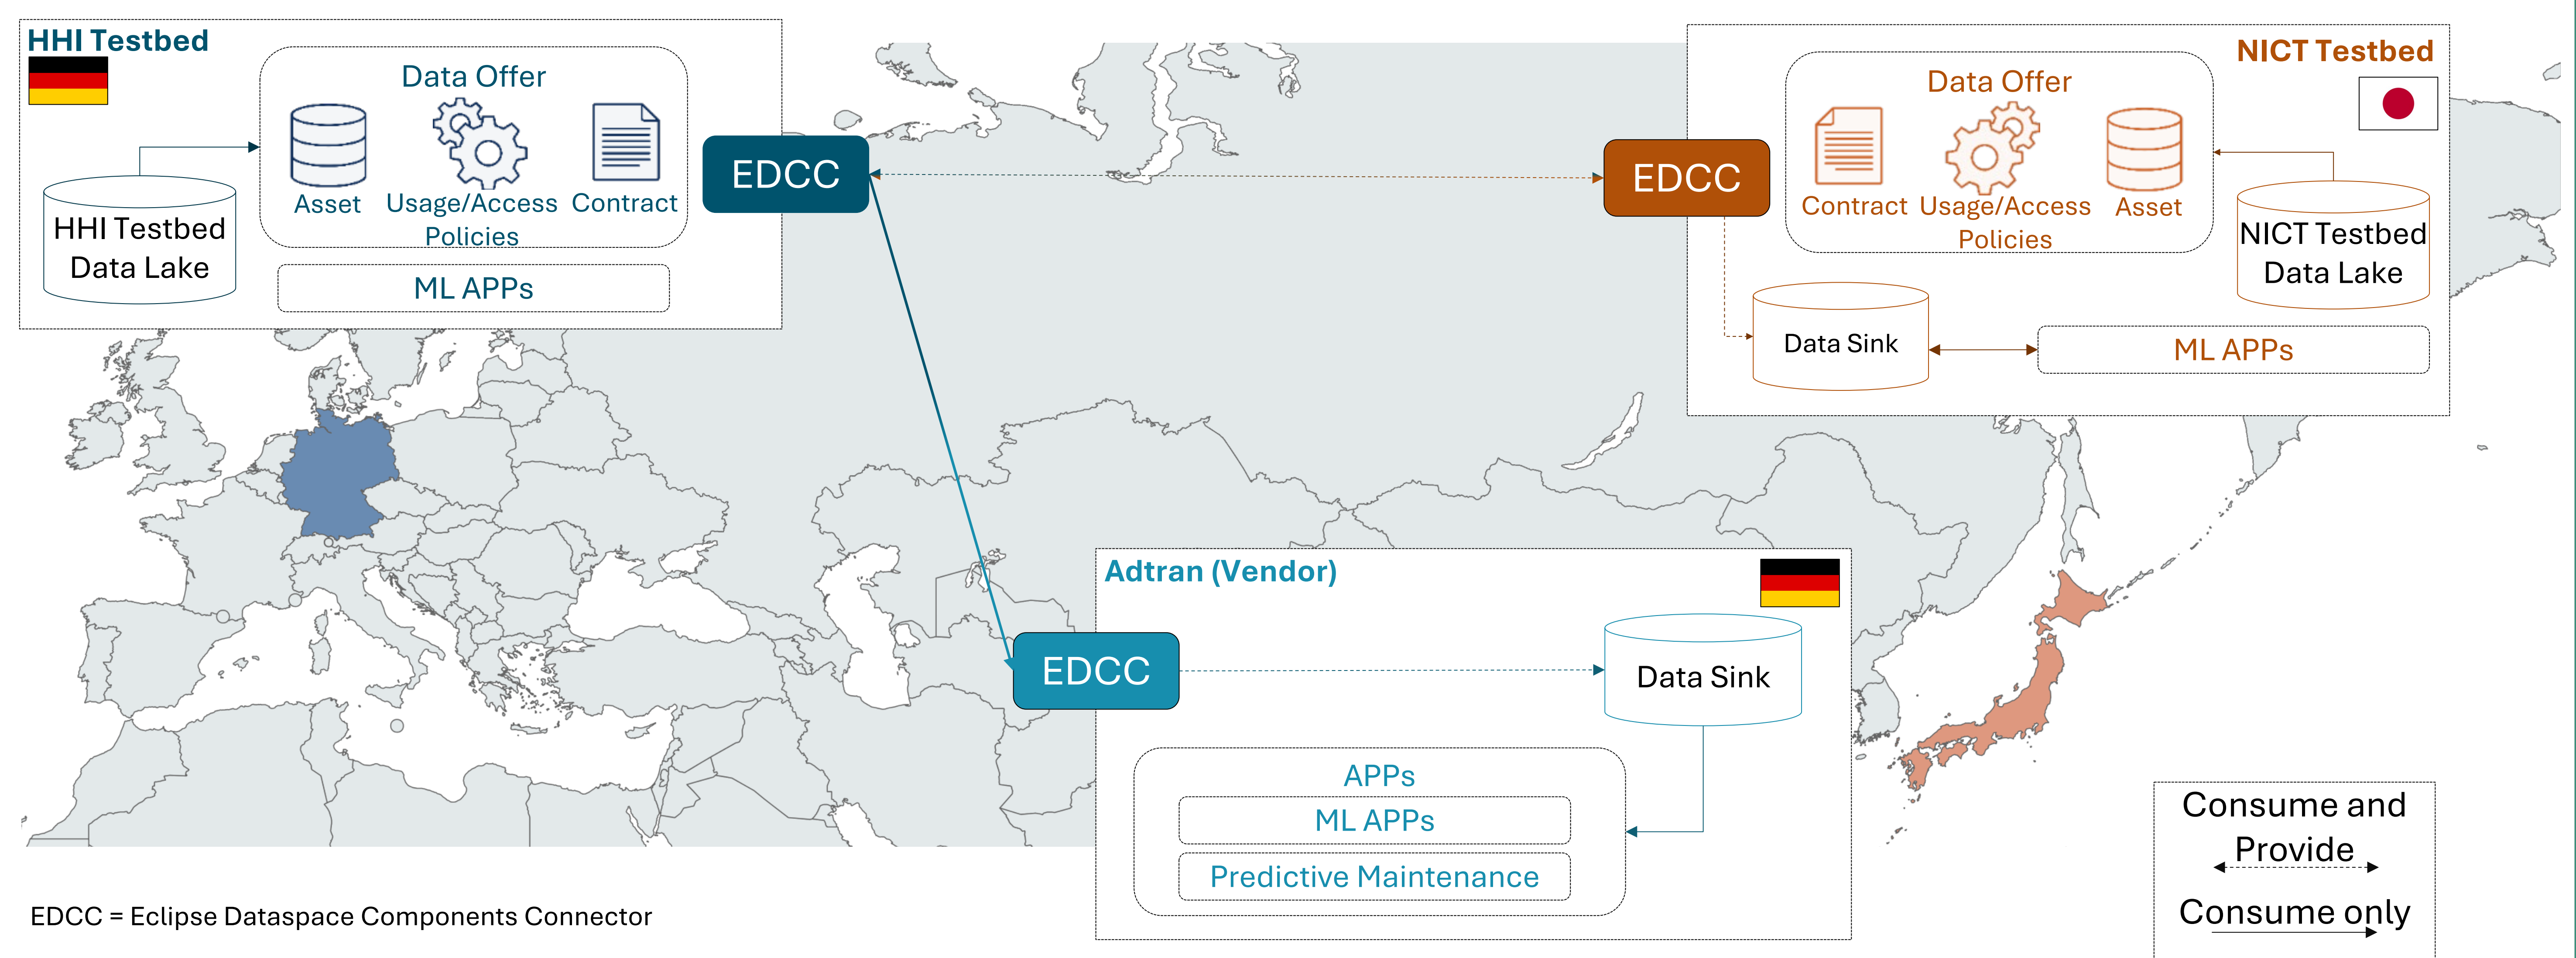 HHI Testbed
Data Offer
Asset
Usage/Access
Policies
Contract
HHI Testbed
Data Lake
ML APPs
EDCC
EDCC
NICT Testbed
Data Offer
Contract
Usage/Access
Policies
Asset
NICT Testbed
Data Lake
Data Sink
ML APPs
Adtran (Vendor)
EDCC
Data Sink
APPs
ML APPs
Predictive Maintenance
Consume and
Provide
Consume only
EDCC = Eclipse Dataspace Components Connector